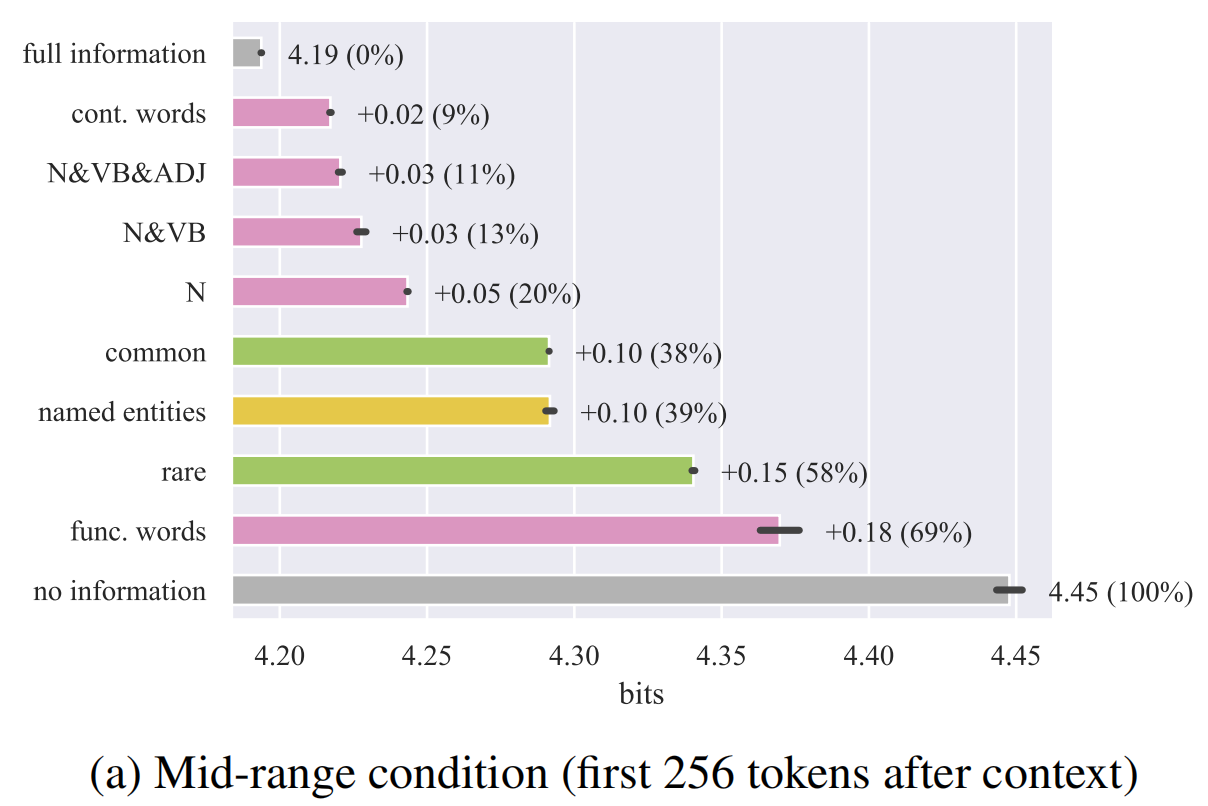 full information 4.19 (0%)
cont. words +0.02 (9%)
N&VB&ADJ +0.03 (11%)
N&VB +0.03 (13%)
N +0.05 (20%)
common +0.10 (38%)
named entities +0.10 (39%)
rare +0.15 (58%)
func. words +0.18 (69%)
no information 4.45 (100%)
4.20 4.25 4.30 4.35 4.40 4.45
bits
(a) Mid-range condition (first 256 tokens after context)